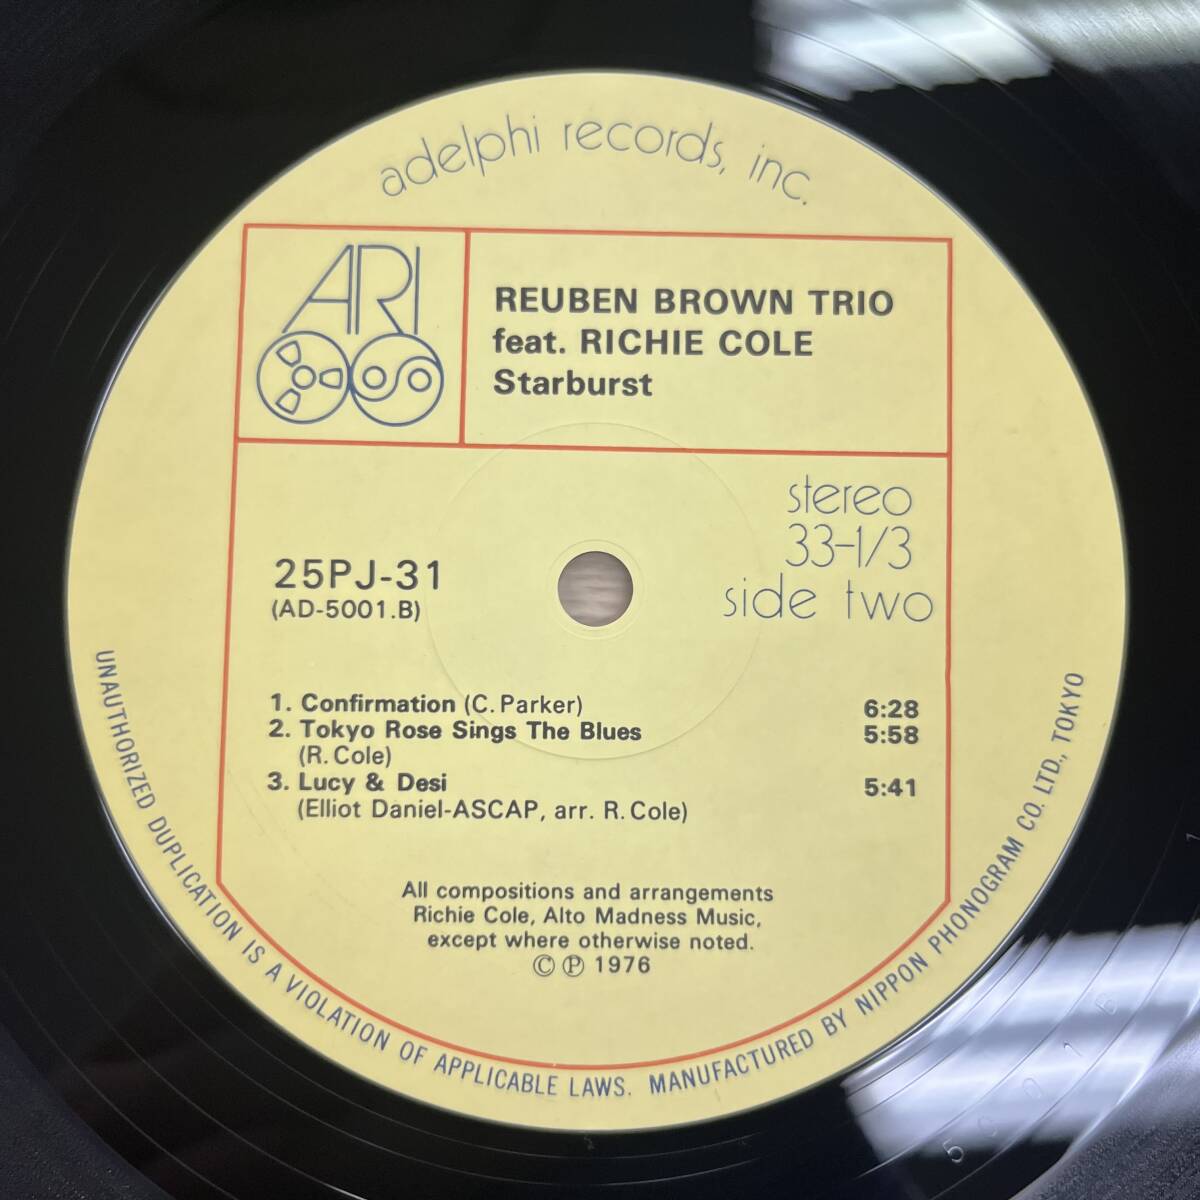 adelphi records, inc.
ARI
REUBEN BROWN TRIO
feat. RICHIE COLE
Starburst
stereo
33-1/3
side two
25PJ-31
(AD-5001.B)
1. Confirmation (C. Parker) 6:28
2. Tokyo Rose Sings The Blues 5:58
(R. Cole)
3. Lucy & Desi 5:41
(Elliot Daniel-ASCAP, arr. R. Cole)
All compositions and arrangements
Richie Cole, Alto Madness Music,
except where otherwise noted.
© ℗ 1976
UNAUTHORIZED DUPLICATION IS A VIOLATION OF APPLICABLE LAWS. MANUFACTURED BY NIPPON PHONOGRAM CO. LTD., TOKYO